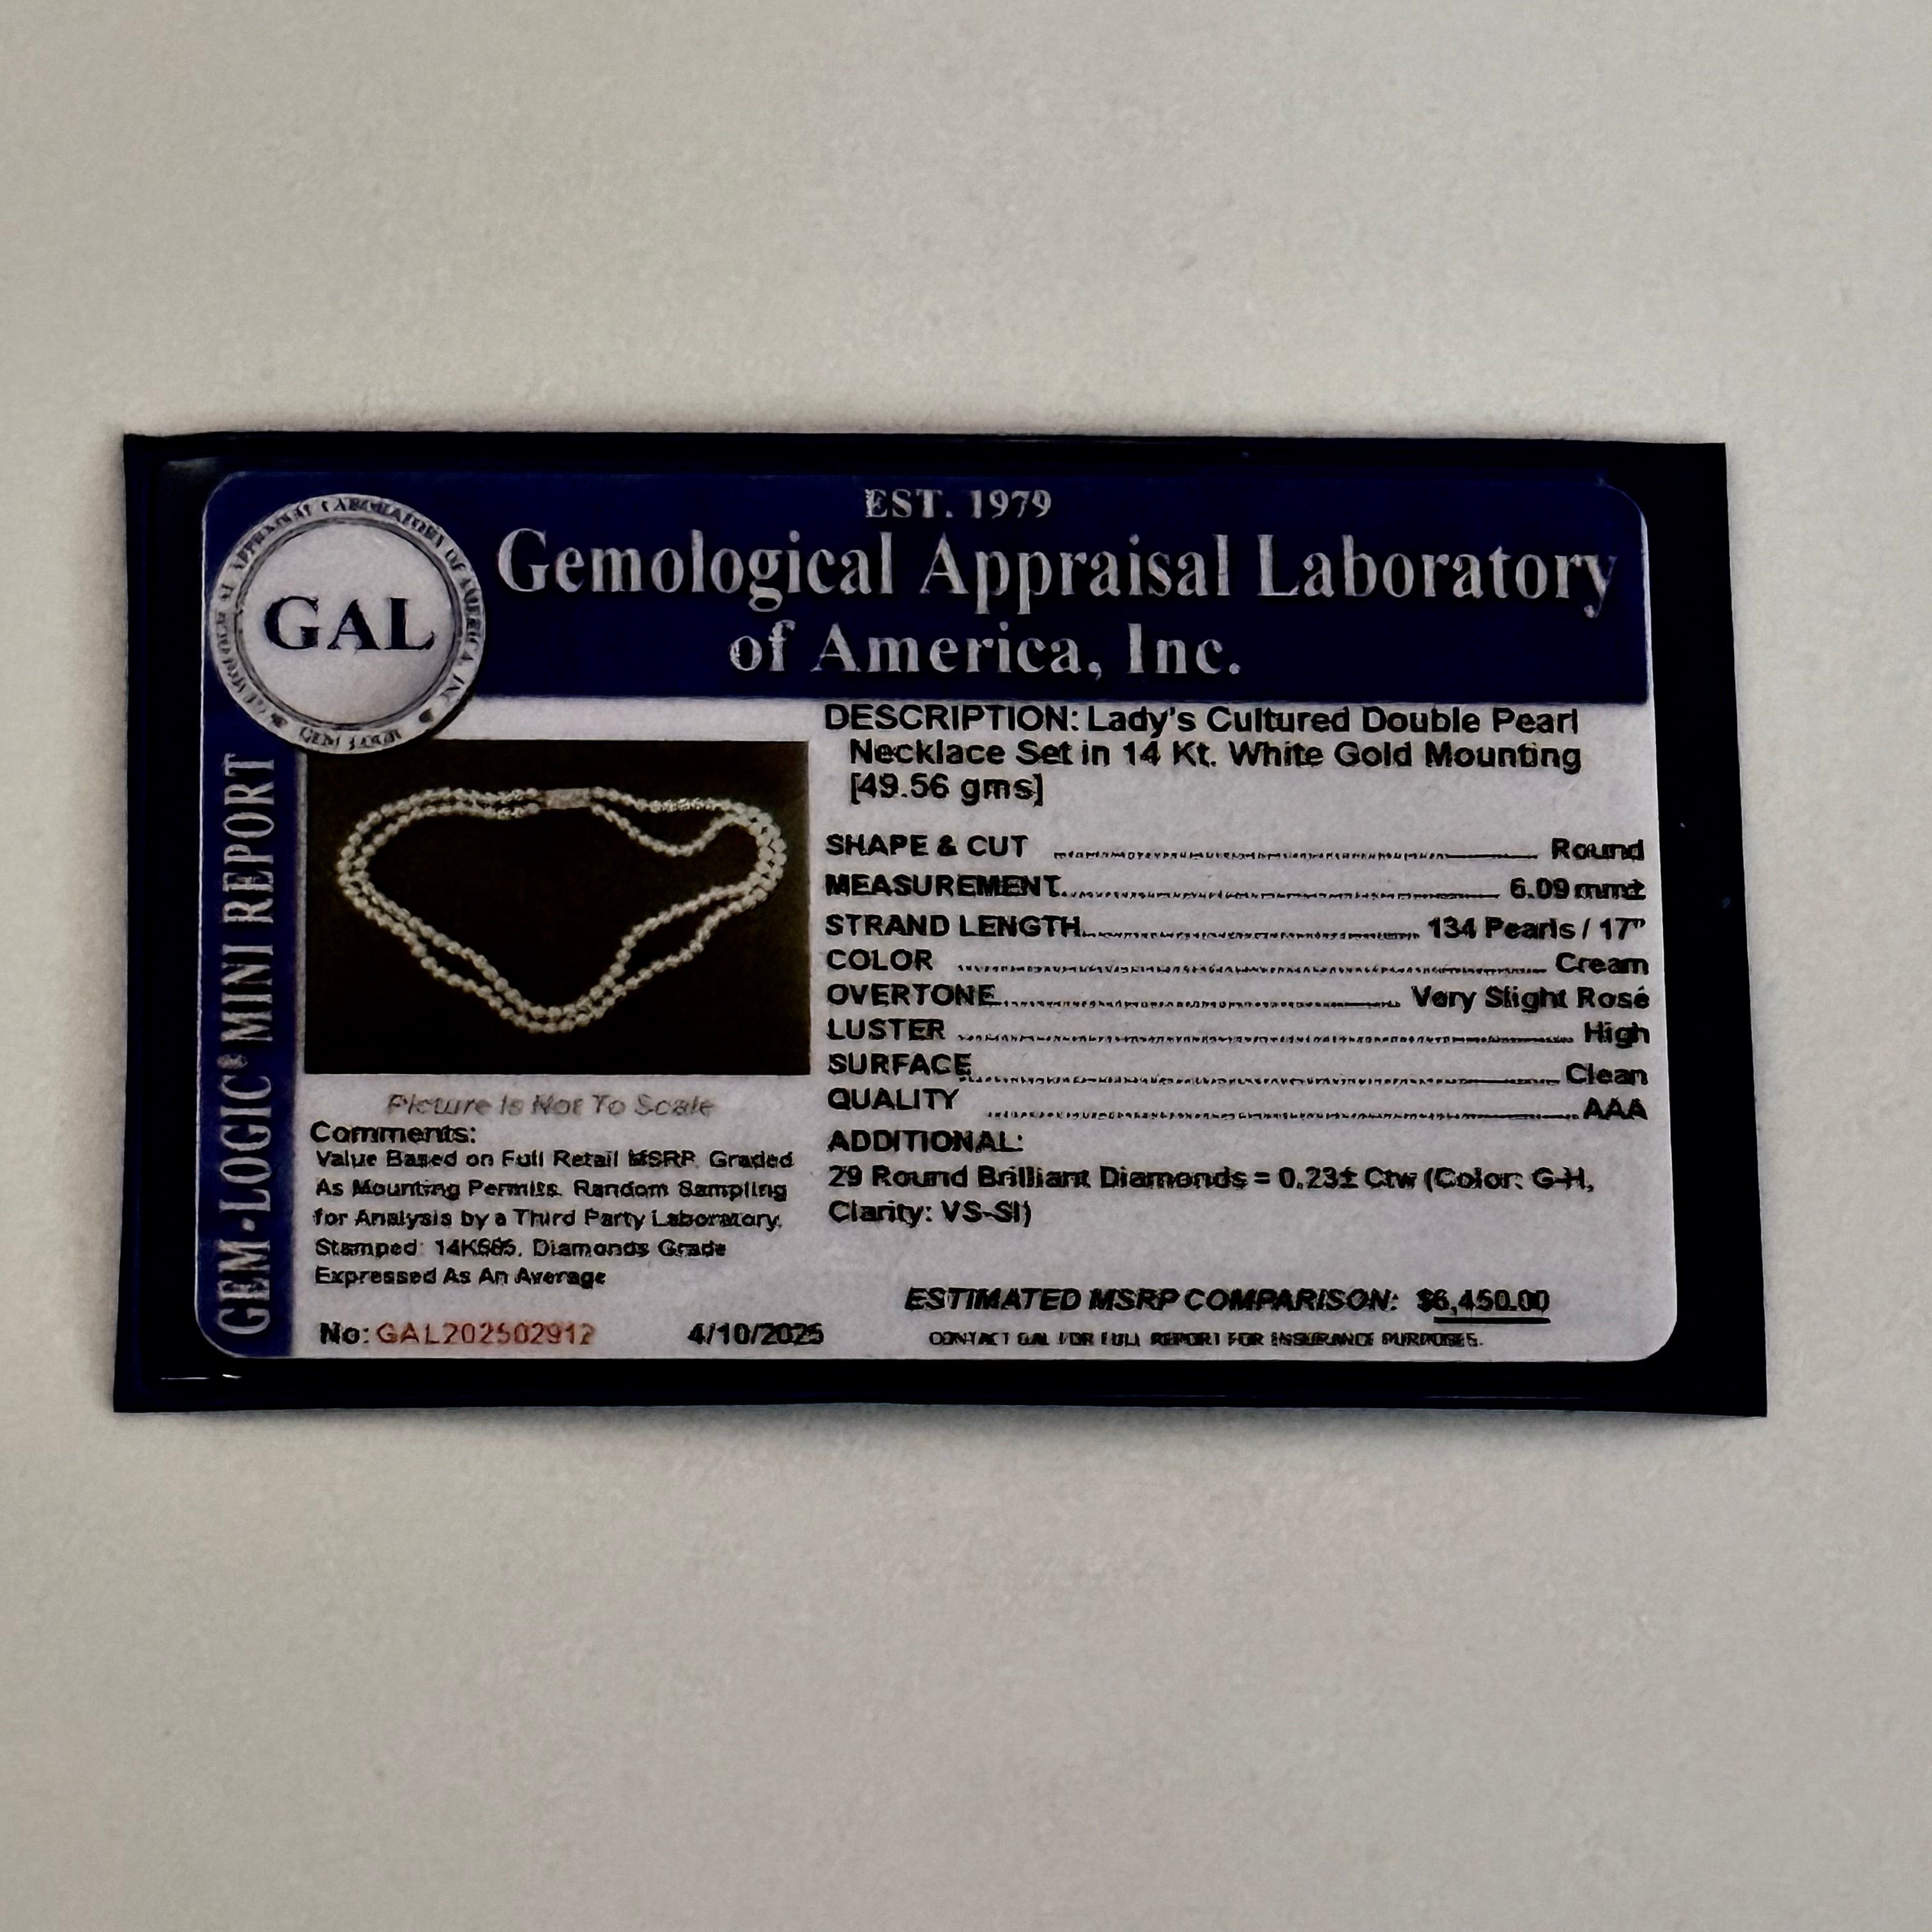 EST. 1979
Gemological Appraisal Laboratory
of America, Inc.
GAL
GEM-LOGIC® MINI REPORT
DESCRIPTION: Lady's Cultured Double Pearl
Necklace Set in 14 Kt. White Gold Mounting
[49.56 gms]
SHAPE & CUT Round
MEASUREMENT 6.09 mm±
STRAND LENGTH 134 Pearls / 17"
COLOR Cream
OVERTONE Very Slight Rosé
LUSTER High
SURFACE Clean
QUALITY AAA
ADDITIONAL:
29 Round Brilliant Diamonds = 0.23± Ctw (Color: G-H,
Clarity: VS-SI)
Picture Is Not To Scale
Comments:
Value Based on Full Retail MSRP. Graded
As Mounting Permits. Random Sampling
for Analysis by a Third Party Laboratory.
Stamped: 14K585. Diamonds Grade
Expressed As An Average
No: GAL202502912 4/10/2025
ESTIMATED MSRP COMPARISON: $6,450.00
CONTACT GAL FOR FULL REPORT FOR INSURANCE PURPOSES.